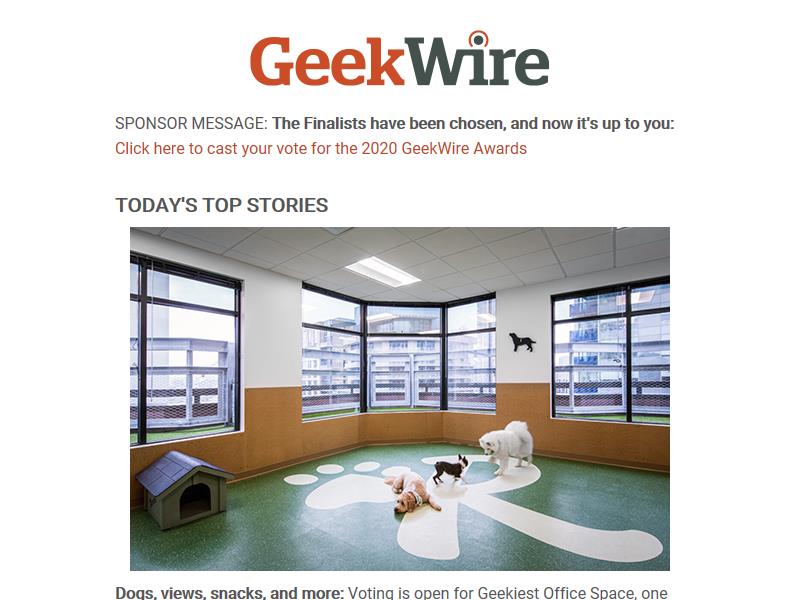 GeekWire
SPONSOR MESSAGE: The Finalists have been chosen, and now it's up to you:
Click here to cast your vote for the 2020 GeekWire Awards
TODAY'S TOP STORIES
Dogs, views, snacks, and more: Voting is open for Geekiest Office Space, one